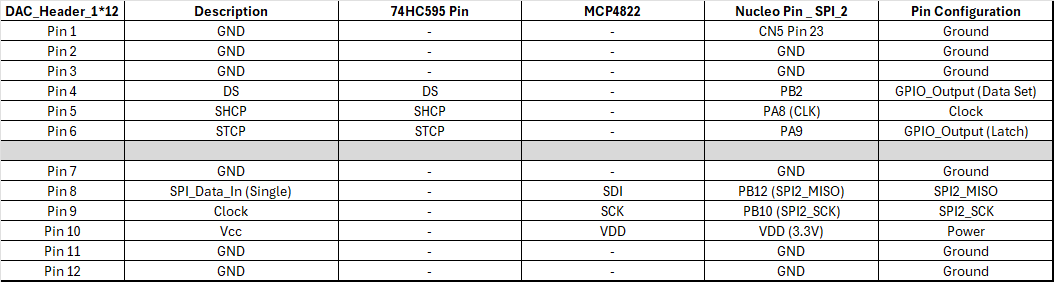 DAC_Header_1*12 Description 74HC595 Pin MCP4822 Nucleo Pin _ SPI_2 Pin Configuration
Pin 1 GND - - CN5 Pin 23 Ground
Pin 2 GND - - GND Ground
Pin 3 GND - - GND Ground
Pin 4 DS DS - PB2 GPIO_Output (Data Set)
Pin 5 SHCP SHCP - PA8 (CLK) Clock
Pin 6 STCP STCP - PA9 GPIO_Output (Latch)
Pin 7 GND - - GND Ground
Pin 8 SPI_Data_In (Single) - SDI PB12 (SPI2_MISO) SPI2_MISO
Pin 9 Clock - SCK PB10 (SPI2_SCK) SPI2_SCK
Pin 10 Vcc - VDD VDD (3.3V) Power
Pin 11 GND - - GND Ground
Pin 12 GND - - GND Ground